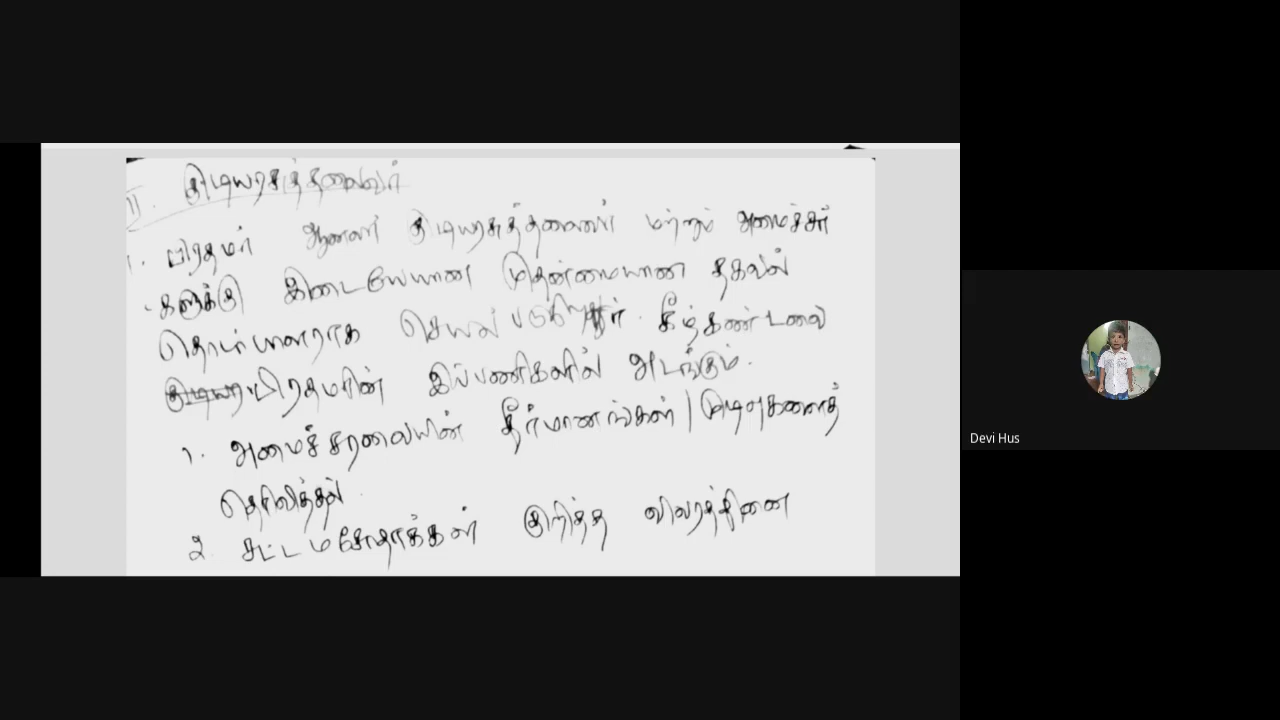 II. குடியரசுத்தலைவர்
1. பிரதமர் ஆனவர் குடியரசுத்தலைவர் மற்றும் அமைச்சர்
களுக்கு இடையேயான முதன்மையான தகவல்
தொடர்பாளராக செயல்படுகிறார். கீழ்கண்டவை
பிரதமரின் இப்பணிகளில் அடங்கும்.
1. அமைச்சரவையின் தீர்மானங்கள் | முடிவுகளைத்
தெரிவித்தல்.
2. சட்டமசோதாக்கள் குறித்த விவரத்தினை
Devi Hus